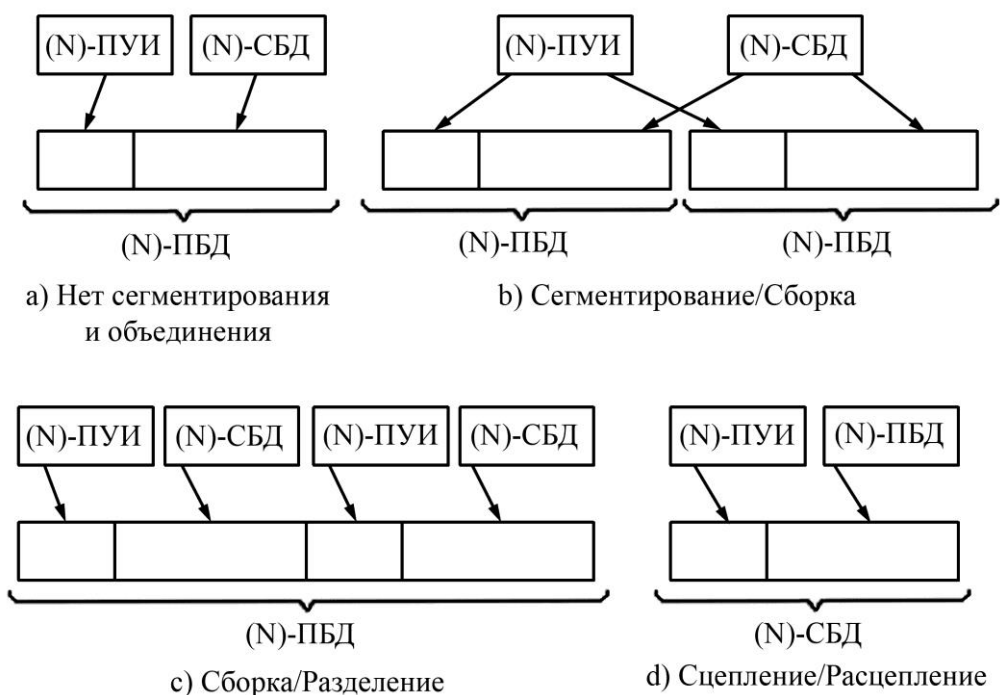 (N)-ПУИ (N)-СБД
(N)-ПУИ (N)-СБД
(N)-ПБД
(N)-ПБД (N)-ПБД
a) Нет сегментирования
и объединения
b) Сегментирование/Сборка
(N)-ПУИ (N)-СБД (N)-ПУИ (N)-СБД
(N)-ПУИ (N)-ПБД
(N)-ПБД
(N)-СБД
c) Сборка/Разделение
d) Сцепление/Расцепление